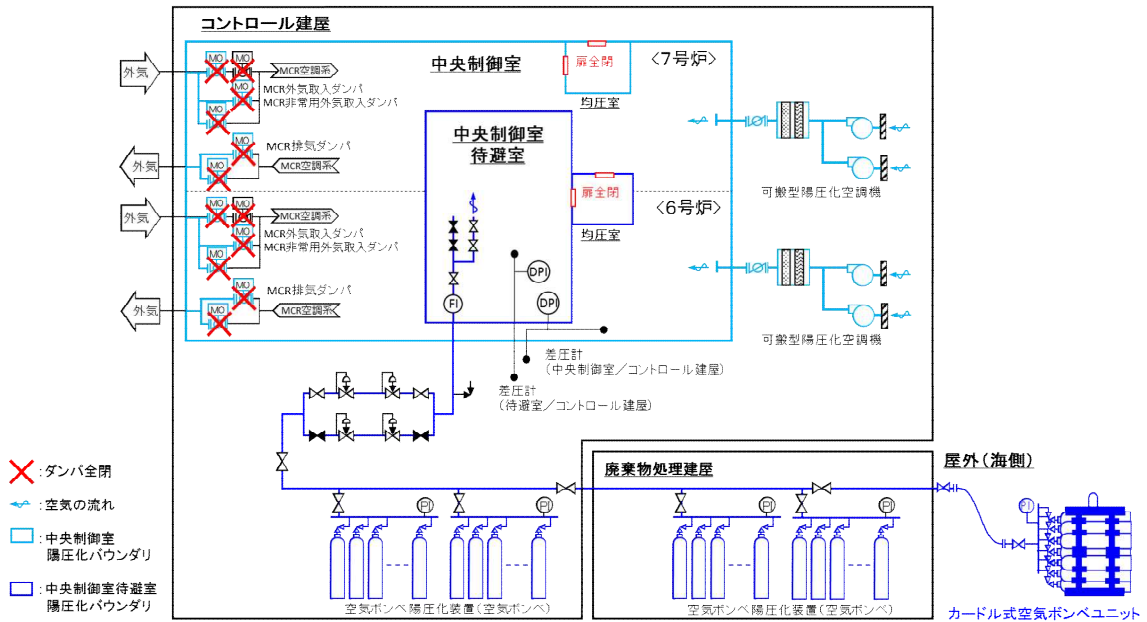 コントロール建屋
外気
MO
MO
MCR空調系
MO
MCR外気取入ダンパ
MCR非常用外気取入ダンパ
MO
中央制御室
扉全閉
均圧室
〈7号炉〉
外気
MO
MCR排気ダンパ
MO
MCR空調系
中央制御室
待避室
可搬型陽圧化空調機
外気
MO
MO
MCR空調系
MO
MCR外気取入ダンパ
MCR非常用外気取入ダンパ
MO
扉全閉
均圧室
〈6号炉〉
外気
MO
MCR排気ダンパ
MO
MCR空調系
DPI
FI
DPI
可搬型陽圧化空調機
差圧計
(中央制御室／コントロール建屋)
差圧計
(待避室／コントロール建屋)
:ダンパ全閉
:空気の流れ
:中央制御室
陽圧化バウンダリ
:中央制御室待避室
陽圧化バウンダリ
PI
PI
空気ボンベ陽圧化装置(空気ボンベ)
廃棄物処理建屋
PI
PI
空気ボンベ陽圧化装置(空気ボンベ)
屋外(海側)
PI
カードル式空気ボンベユニット